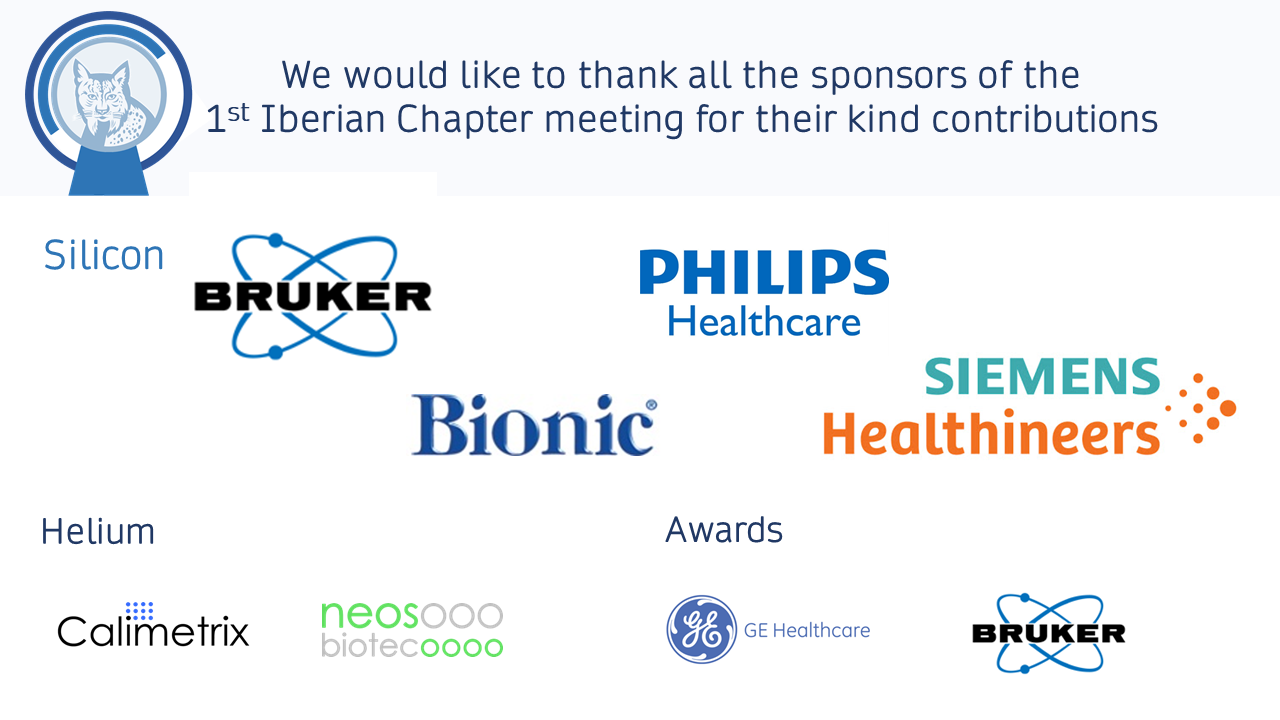 We would like to thank all the sponsors of the
1st Iberian Chapter meeting for their kind contributions
Silicon
BRUKER
PHILIPS
Healthcare
Bionic®
SIEMENS
Healthineers
Helium
Awards
Calimetrix
neosooo
biotecoooo
GE GE Healthcare
BRUKER